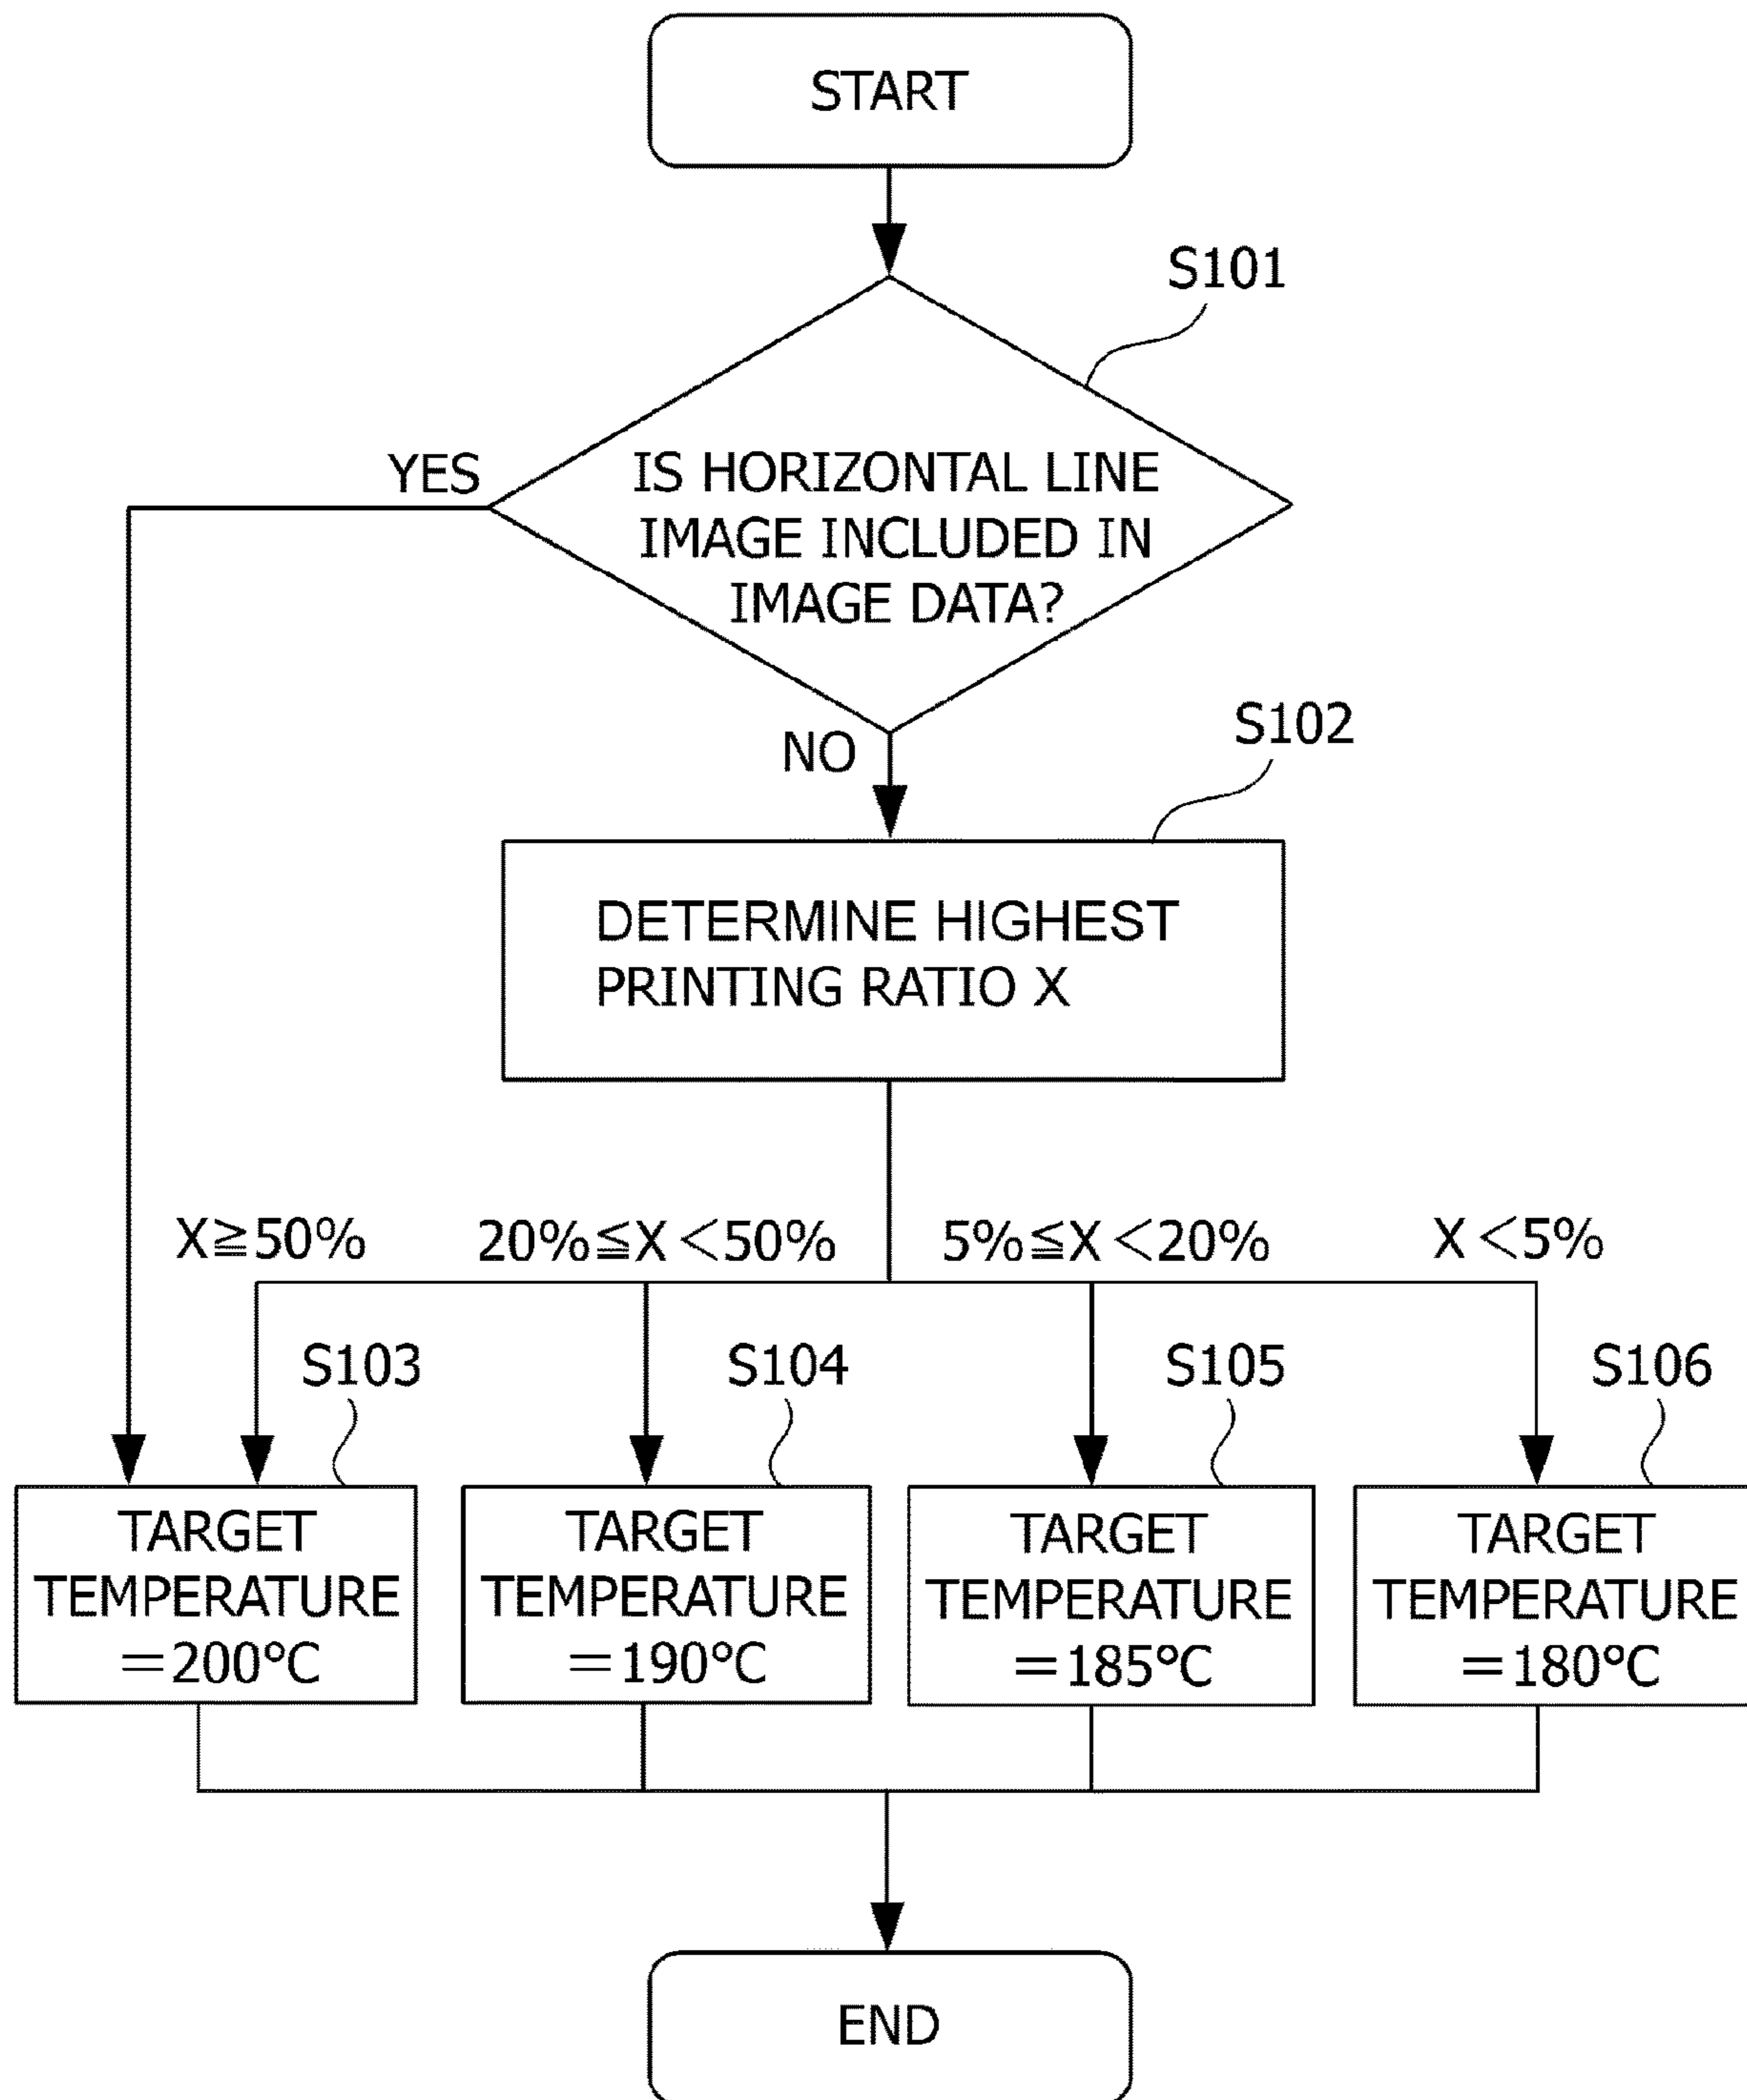 START
S101
YES
IS HORIZONTAL LINE
IMAGE INCLUDED IN
IMAGE DATA?
NO
S102
DETERMINE HIGHEST
PRINTING RATIO X
X≧50%
20%≦X<50%
5%≦X<20%
X<5%
S103
S104
S105
S106
TARGET
TEMPERATURE
=200°C
TARGET
TEMPERATURE
=190°C
TARGET
TEMPERATURE
=185°C
TARGET
TEMPERATURE
=180°C
END